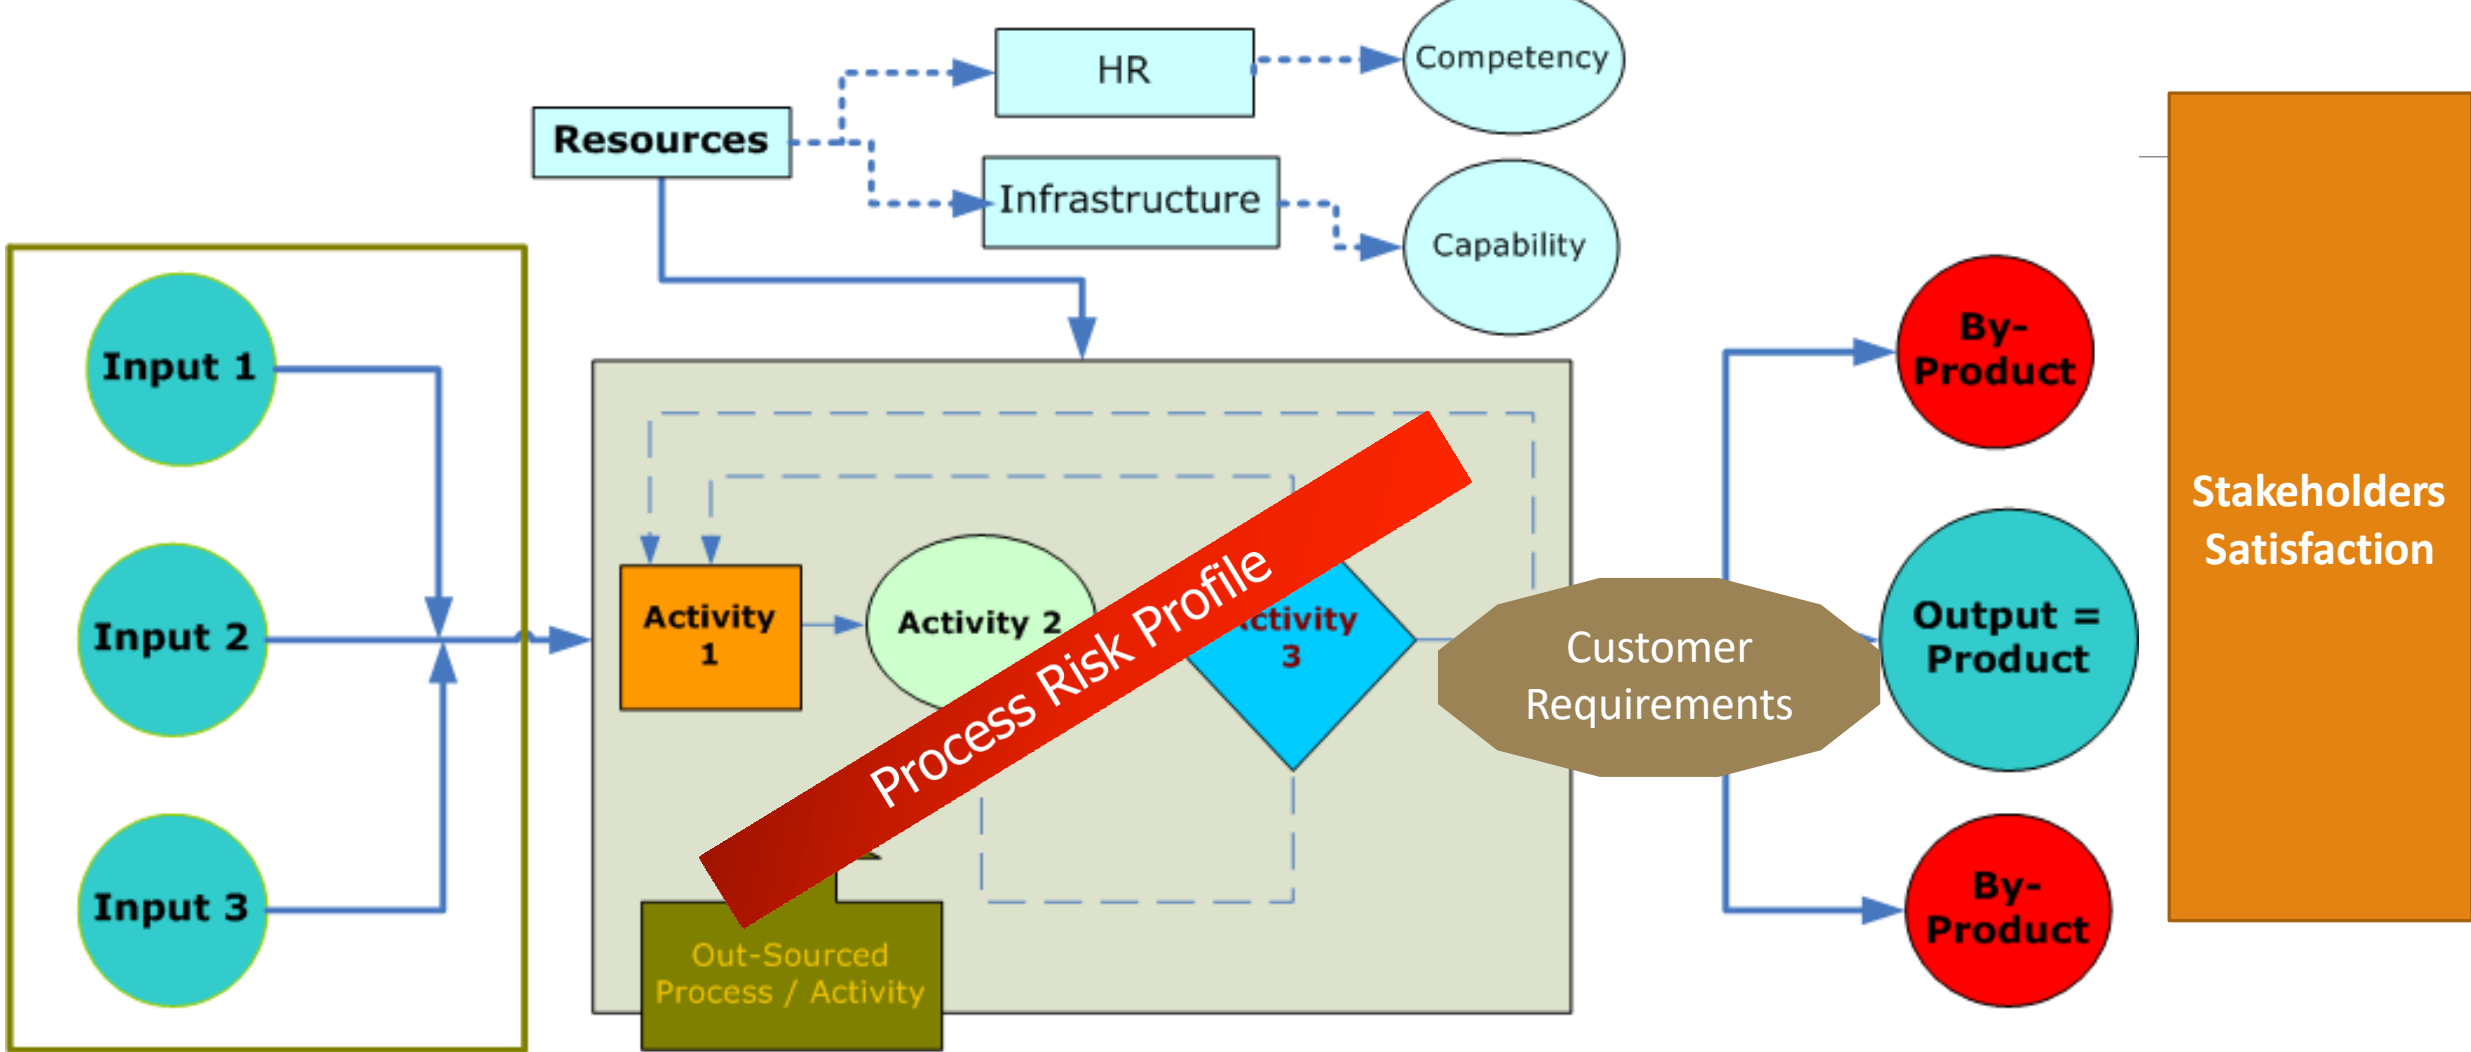 HR
Competency
Resources
Infrastructure
Capability
Input 1
Input 2
Input 3
Activity
1
Activity 2
Activity
3
Process Risk Profile
Out-Sourced
Process / Activity
Customer
Requirements
By-
Product
Output =
Product
By-
Product
Stakeholders
Satisfaction